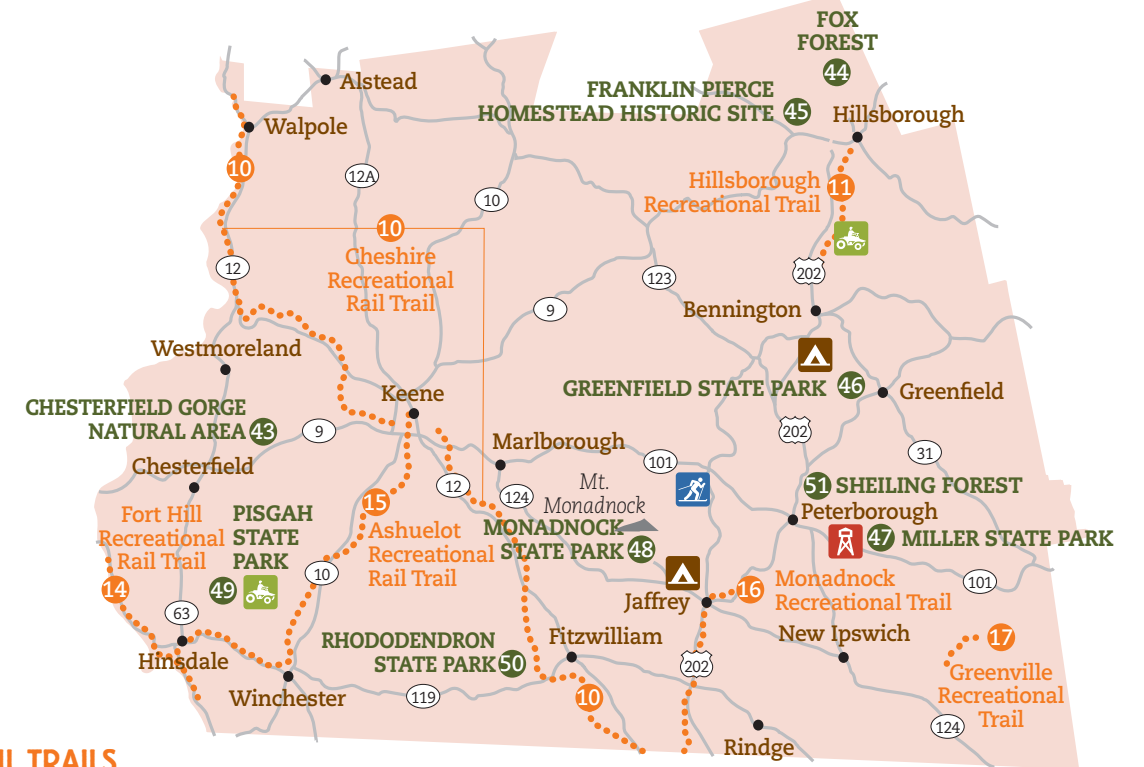 FOX
FOREST
44
FRANKLIN PIERCE
HOMESTEAD HISTORIC SITE 45
Hillsborough
Alstead
Walpole
10
12A
10
Hillsborough
Recreational Trail
11
10
Cheshire
Recreational
Rail Trail
12
123
202
9
Bennington
Westmoreland
Keene
GREENFIELD STATE PARK 46
Greenfield
CHESTERFIELD GORGE
NATURAL AREA 43
9
202
Marlborough
101
31
Chesterfield
Mt.
Monadnock
12
124
51 SHEILING FOREST
Peterborough
Fort Hill
Recreational
Rail Trail
14
PISGAH
STATE
PARK
49
15
Ashuelot
Recreational
Rail Trail
MONADNOCK
STATE PARK 48
47 MILLER STATE PARK
10
101
63
Jaffrey
16
Monadnock
Recreational Trail
Hinsdale
RHODODENDRON
STATE PARK 50
Fitzwilliam
New Ipswich
17
Greenville
Recreational
Trail
202
Winchester
119
10
124
Rindge
IL TRAILS